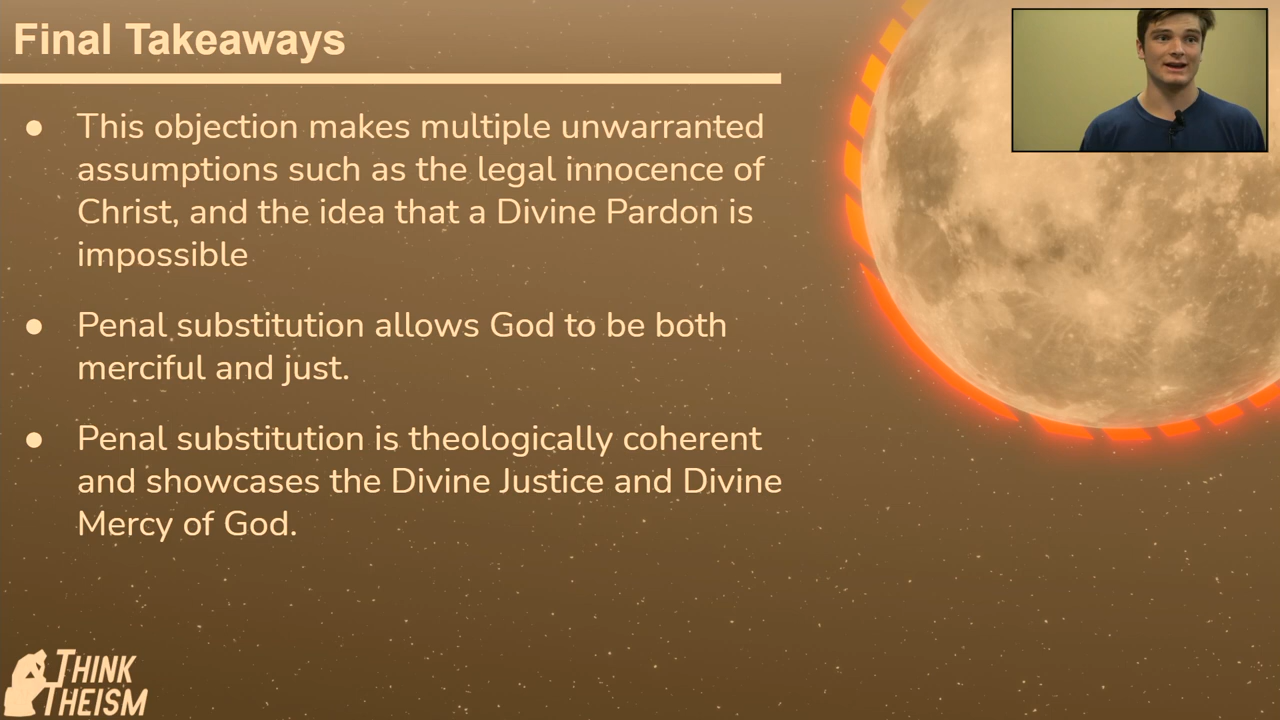 Final Takeaways
● This objection makes multiple unwarranted
assumptions such as the legal innocence of
Christ, and the idea that a Divine Pardon is
impossible
● Penal substitution allows God to be both
merciful and just.
● Penal substitution is theologically coherent
and showcases the Divine Justice and Divine
Mercy of God.
THINK
THEISM